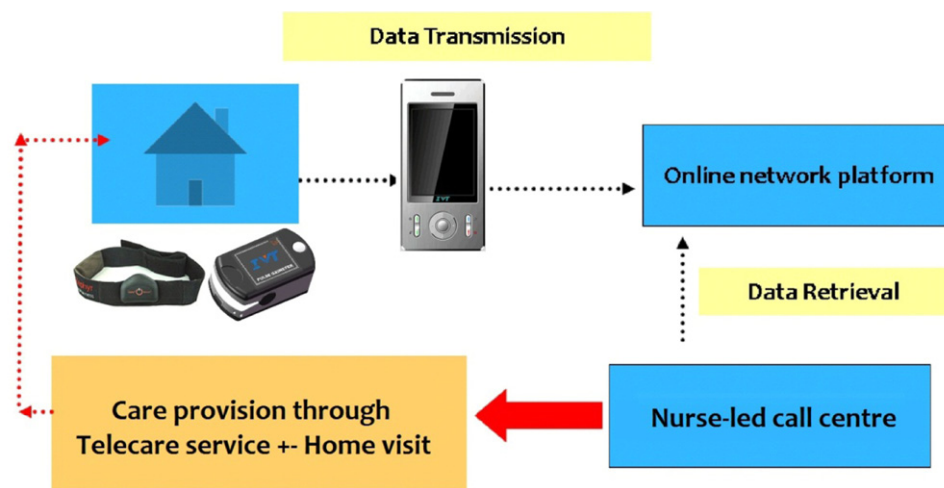 Data Transmission
Online network platform
Data Retrieval
Care provision through
Telecare service +- Home visit
Nurse-led call centre